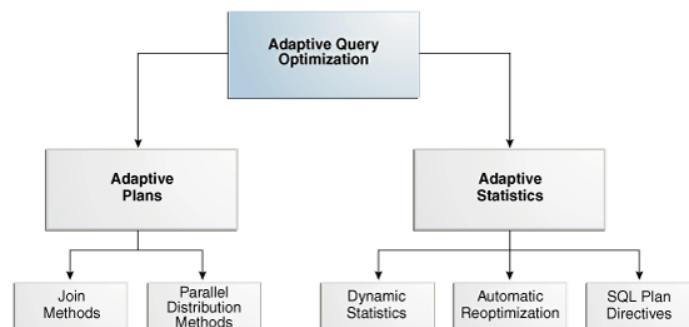 Adaptive Query
Optimization
Adaptive
Plans
Adaptive
Statistics
Join
Methods
Parallel
Distribution
Methods
Dynamic
Statistics
Automatic
Reoptimization
SQL Plan
Directives